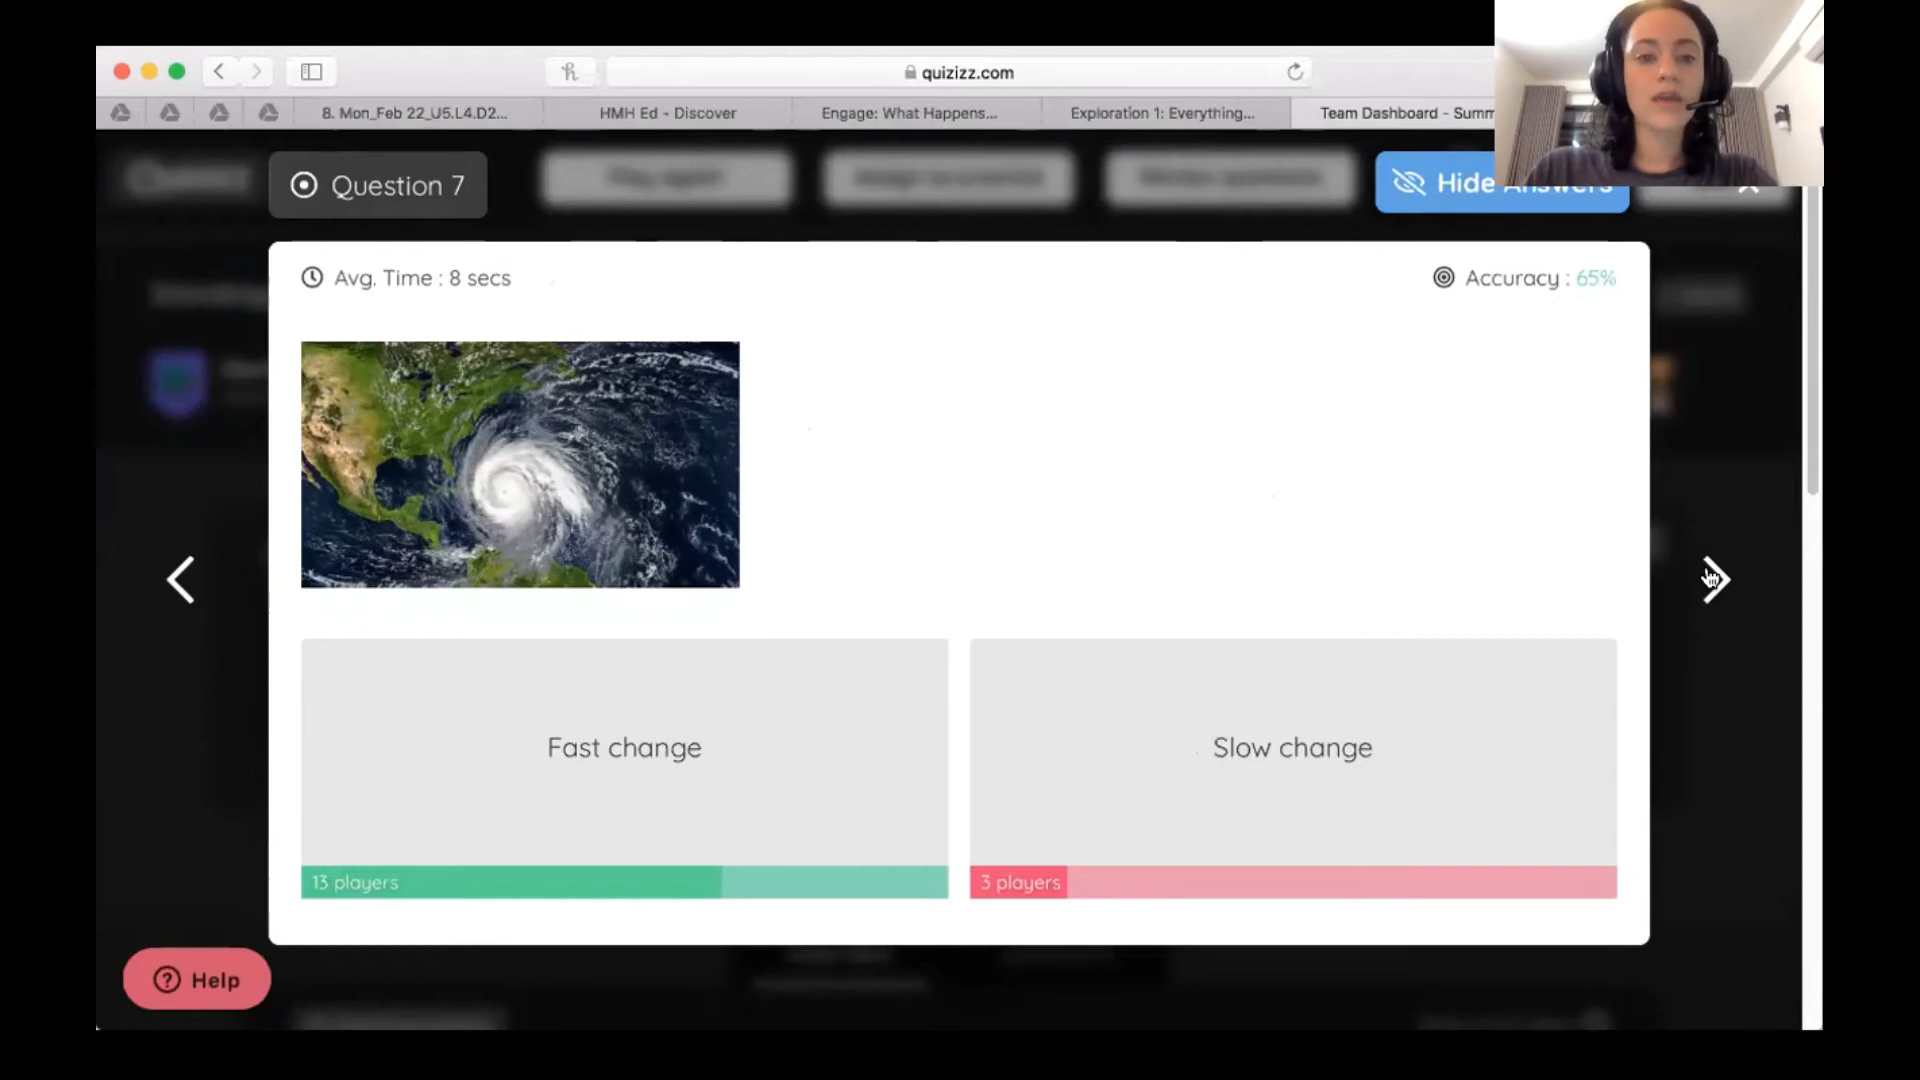 quizizz.com
8. Mon_Feb 22_U5.L4.D2...
HMH Ed - Discover
Engage: What Happens...
Exploration 1: Everything...
Team Dashboard - Summ
Question 7
Hide Answers
Avg. Time : 8 secs
Accuracy : 65%
Fast change
Slow change
13 players
3 players
Help